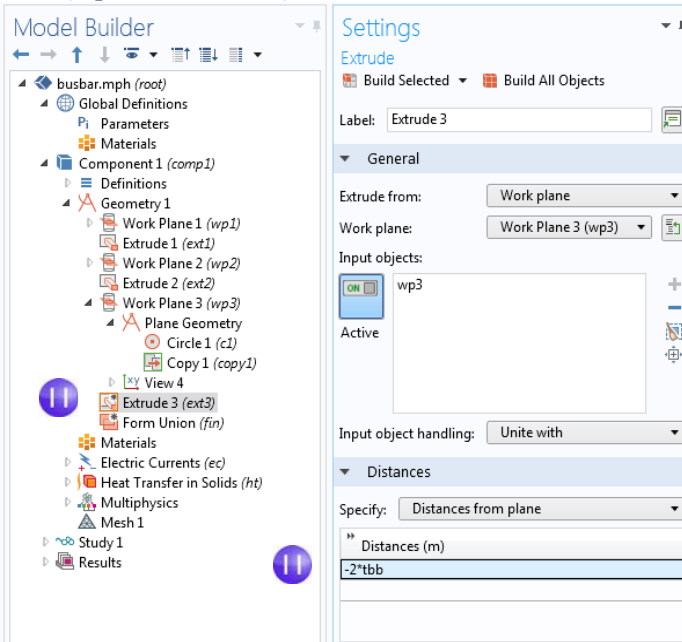 Model Builder
busbar.mph (root)
Global Definitions
Pi Parameters
Materials
Component 1 (comp1)
Definitions
Geometry 1
Work Plane 1 (wp1)
Extrude 1 (ext1)
Work Plane 2 (wp2)
Extrude 2 (ext2)
Work Plane 3 (wp3)
Plane Geometry
Circle 1 (c1)
Copy 1 (copy1)
xy View 4
11 Extrude 3 (ext3)
Form Union (fin)
Materials
Electric Currents (ec)
Heat Transfer in Solids (ht)
Multiphysics
Mesh 1
Study 1
Results
11
Settings
Extrude
Build Selected Build All Objects
Label: Extrude 3
General
Extrude from: Work plane
Work plane: Work Plane 3 (wp3)
Input objects:
ON wp3
Active
Input object handling: Unite with
Distances
Specify: Distances from plane
Distances (m)
-2*tbb